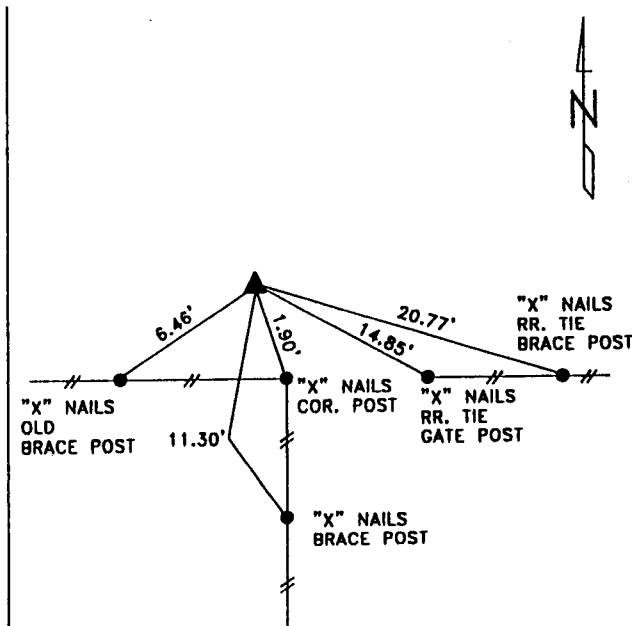 N
6.46'
1.90'
14.85'
20.77'
"X" NAILS
RR. TIE
BRACE POST
"X" NAILS
OLD
BRACE POST
"X" NAILS
COR. POST
"X" NAILS
RR. TIE
GATE POST
11.30'
"X" NAILS
BRACE POST